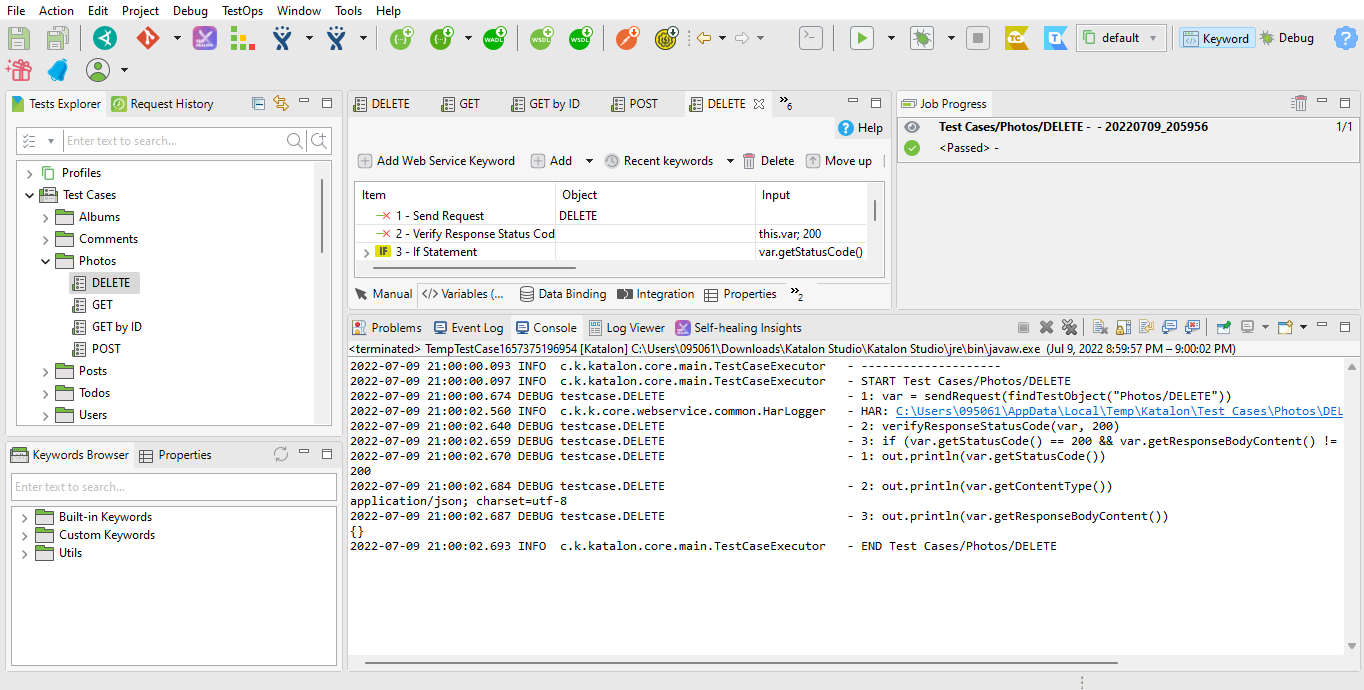 File Action Edit Project Debug TestOps Window Tools Help
WADL WSDL WSDL TC T default Keyword Debug ?
Tests Explorer Request History
Enter text to search...
Profiles
Test Cases
Albums
Comments
Photos
DELETE
GET
GET by ID
POST
Posts
Todos
Users
DELETE GET GET by ID POST DELETE »6
? Help
Add Web Service Keyword Add Recent keywords Delete Move up
Item Object Input
1 - Send Request DELETE
2 - Verify Response Status Cod this.var; 200
IF 3 - If Statement var.getStatusCode()
Manual </> Variables (... Data Binding Integration Properties »2
Job Progress
Test Cases/Photos/DELETE - - 20220709_205956 1/1
<Passed> -
Keywords Browser Properties
Enter text to search...
Built-in Keywords
Custom Keywords
Utils
Problems Event Log Console Log Viewer Self-healing Insights
<terminated> TempTestCase1657375196954 [Katalon] C:\Users\095061\Downloads\Katalon Studio\Katalon Studio\jre\bin\javaw.exe (Jul 9, 2022 8:59:57 PM – 9:00:02 PM)
2022-07-09 21:00:00.093 INFO c.k.katalon.core.main.TestCaseExecutor - --------------------
2022-07-09 21:00:00.097 INFO c.k.katalon.core.main.TestCaseExecutor - START Test Cases/Photos/DELETE
2022-07-09 21:00:00.674 DEBUG testcase.DELETE - 1: var = sendRequest(findTestObject("Photos/DELETE"))
2022-07-09 21:00:02.560 INFO c.k.k.core.webservice.common.HarLogger - HAR: C:\Users\095061\AppData\Local\Temp\Katalon\Test Cases\Photos\DEL
2022-07-09 21:00:02.640 DEBUG testcase.DELETE - 2: verifyResponseStatusCode(var, 200)
2022-07-09 21:00:02.659 DEBUG testcase.DELETE - 3: if (var.getStatusCode() == 200 && var.getResponseBodyContent() !=
2022-07-09 21:00:02.670 DEBUG testcase.DELETE - 1: out.println(var.getStatusCode())
200
2022-07-09 21:00:02.684 DEBUG testcase.DELETE - 2: out.println(var.getContentType())
application/json; charset=utf-8
2022-07-09 21:00:02.687 DEBUG testcase.DELETE - 3: out.println(var.getResponseBodyContent())
{}
2022-07-09 21:00:02.693 INFO c.k.katalon.core.main.TestCaseExecutor - END Test Cases/Photos/DELETE